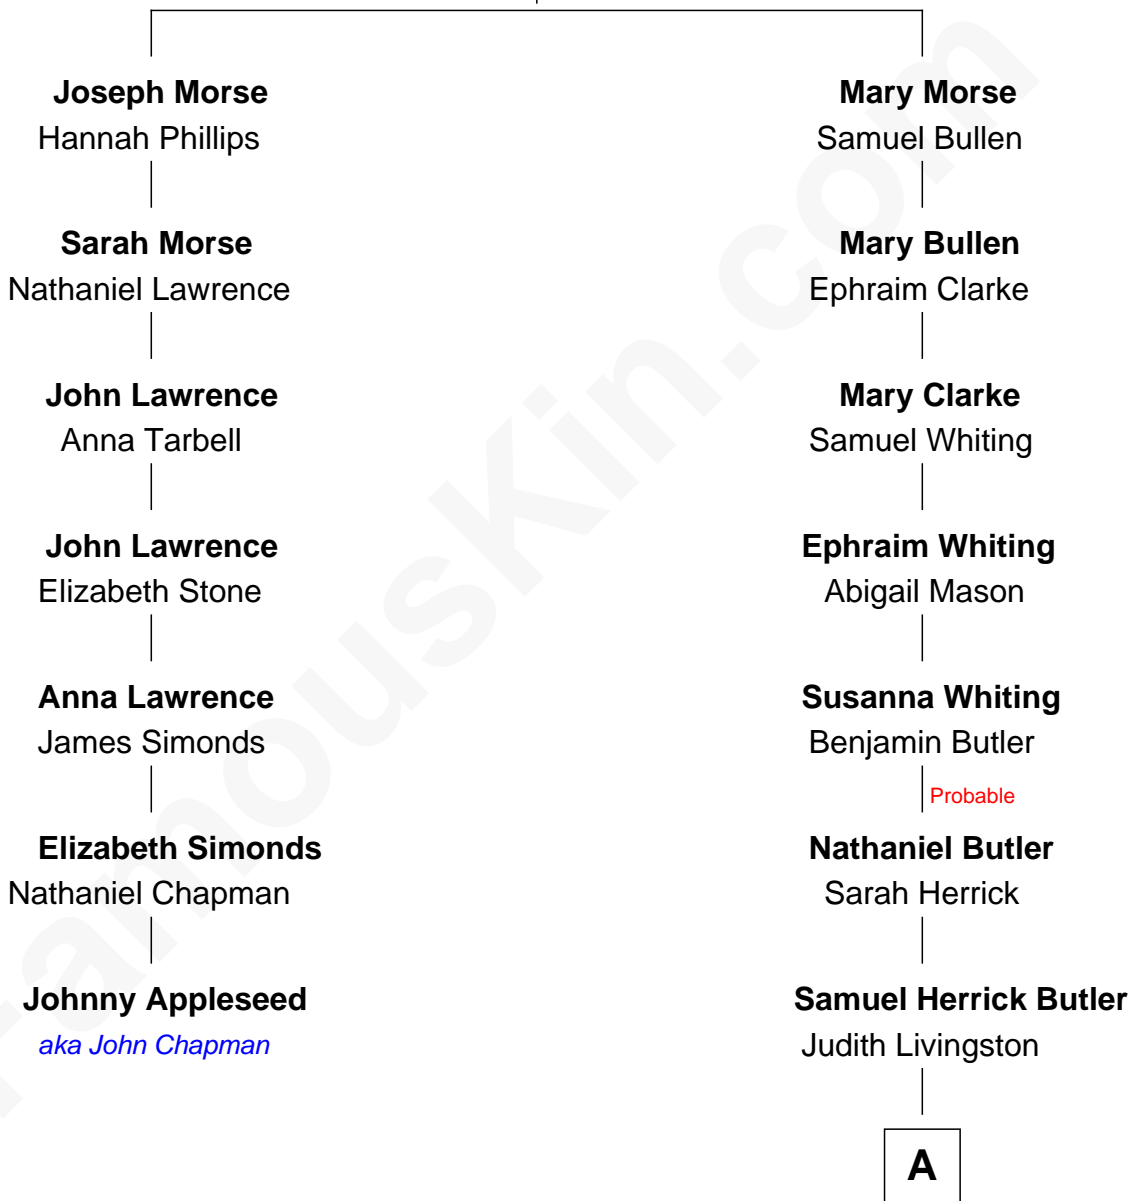 Joseph Morse
Hannah Phillips
Sarah Morse
Nathaniel Lawrence
John Lawrence
Anna Tarbell
John Lawrence
Elizabeth Stone
Anna Lawrence
James Simonds
Elizabeth Simonds
Nathaniel Chapman
Johnny Appleseed
aka John Chapman
Mary Morse
Samuel Bullen
Mary Bullen
Ephraim Clarke
Mary Clarke
Samuel Whiting
Ephraim Whiting
Abigail Mason
Susanna Whiting
Benjamin Butler
Probable
Nathaniel Butler
Sarah Herrick
Samuel Herrick Butler
Judith Livingston
A
FamousKin.com